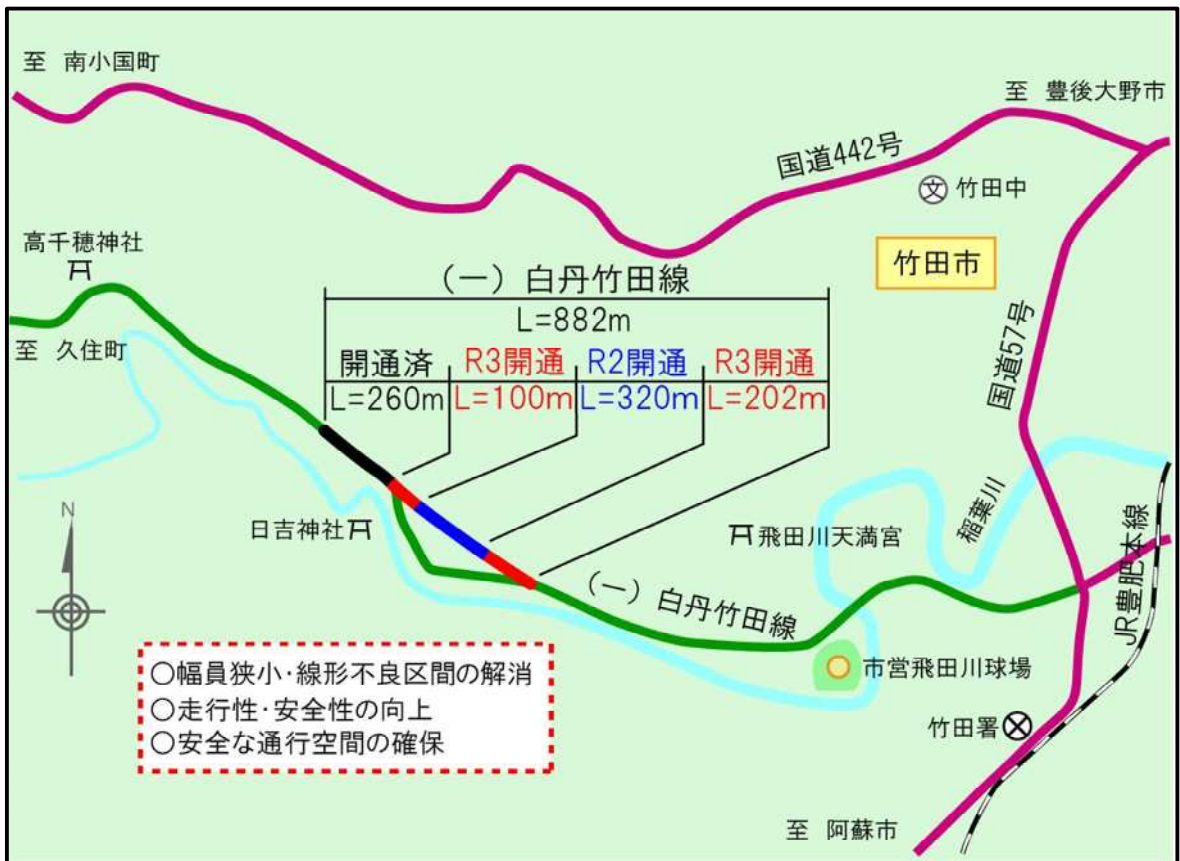 至 南小国町
至 豊後大野市
国道442号
文 竹田中
高千穂神社
竹田市
(一) 白丹竹田線
L=882m
至 久住町
開通済 R3開通 R2開通 R3開通
L=260m L=100m L=320m L=202m
国道57号
稲葉川
N
日吉神社
飛田川天満宮
JR豊肥本線
(一) 白丹竹田線
○幅員狭小・線形不良区間の解消
○走行性・安全性の向上
○安全な通行空間の確保
市営飛田川球場
竹田署
至 阿蘇市